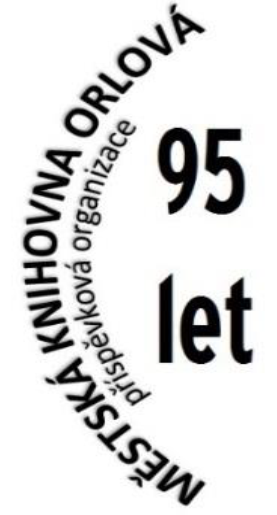 MĚSTSKÁ KNIHOVNA ORLOVÁ
příspěvková organizace
95
let